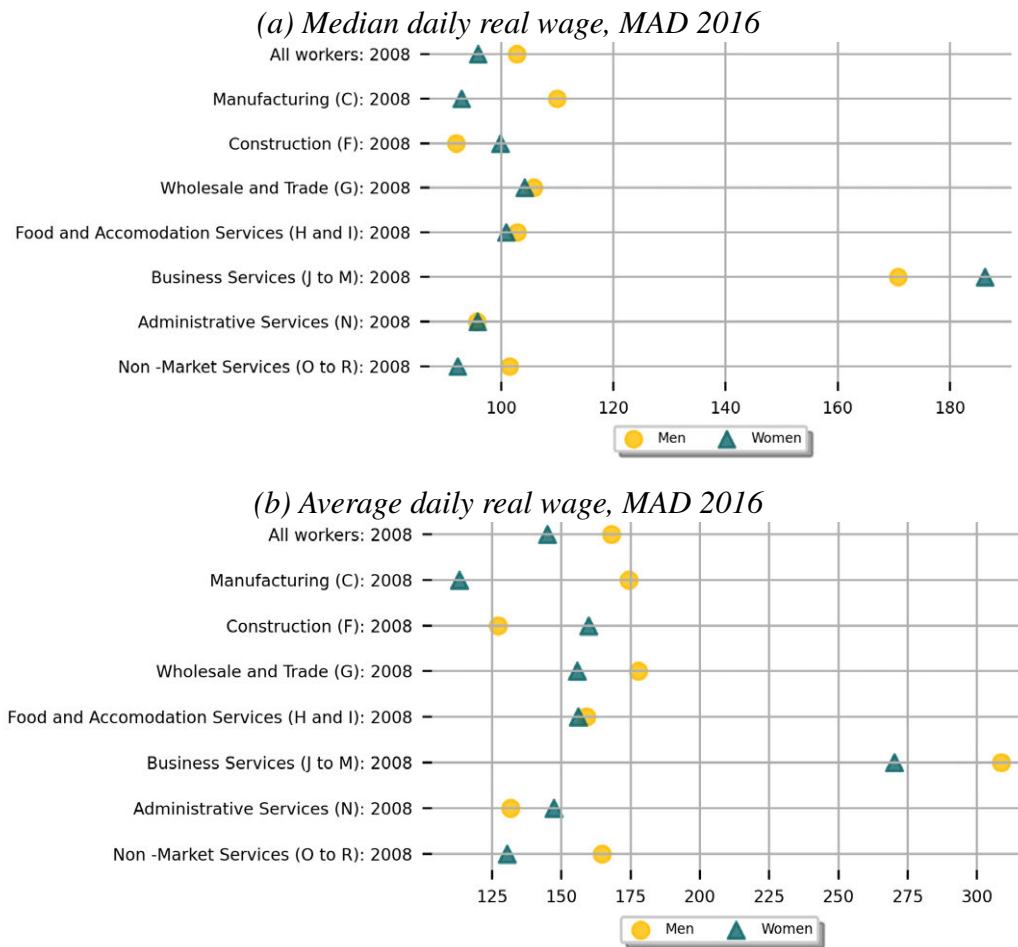 (a) Median daily real wage, MAD 2016
All workers: 2008
Manufacturing (C): 2008
Construction (F): 2008
Wholesale and Trade (G): 2008
Food and Accomodation Services (H and I): 2008
Business Services (J to M): 2008
Administrative Services (N): 2008
Non -Market Services (O to R): 2008
100 120 140 160 180
Men Women
(b) Average daily real wage, MAD 2016
All workers: 2008
Manufacturing (C): 2008
Construction (F): 2008
Wholesale and Trade (G): 2008
Food and Accomodation Services (H and I): 2008
Business Services (J to M): 2008
Administrative Services (N): 2008
Non -Market Services (O to R): 2008
125 150 175 200 225 250 275 300
Men Women